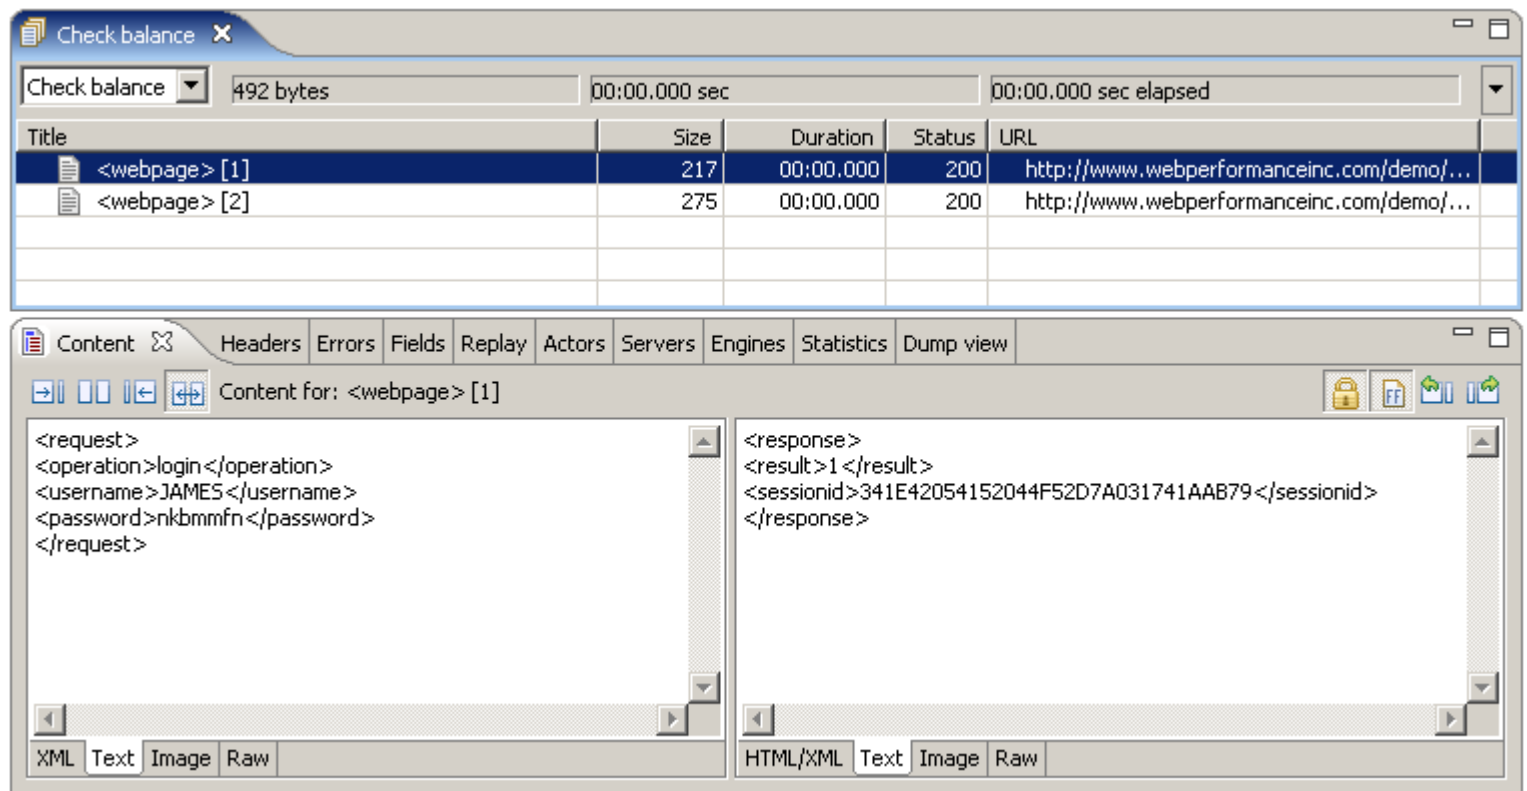 Check balance
Check balance 492 bytes 00:00.000 sec 00:00.000 sec elapsed
Title Size Duration Status URL
<webpage> [1] 217 00:00.000 200 http://www.webperformanceinc.com/demo/...
<webpage> [2] 275 00:00.000 200 http://www.webperformanceinc.com/demo/...
Content Headers Errors Fields Replay Actors Servers Engines Statistics Dump view
Content for: <webpage> [1] FF
<request>
<operation>login</operation>
<username>JAMES</username>
<password>nkbmmfn</password>
</request>
XML Text Image Raw
<response>
<result>1</result>
<sessionid>341E42054152044F52D7A031741AAB79</sessionid>
</response>
HTML/XML Text Image Raw